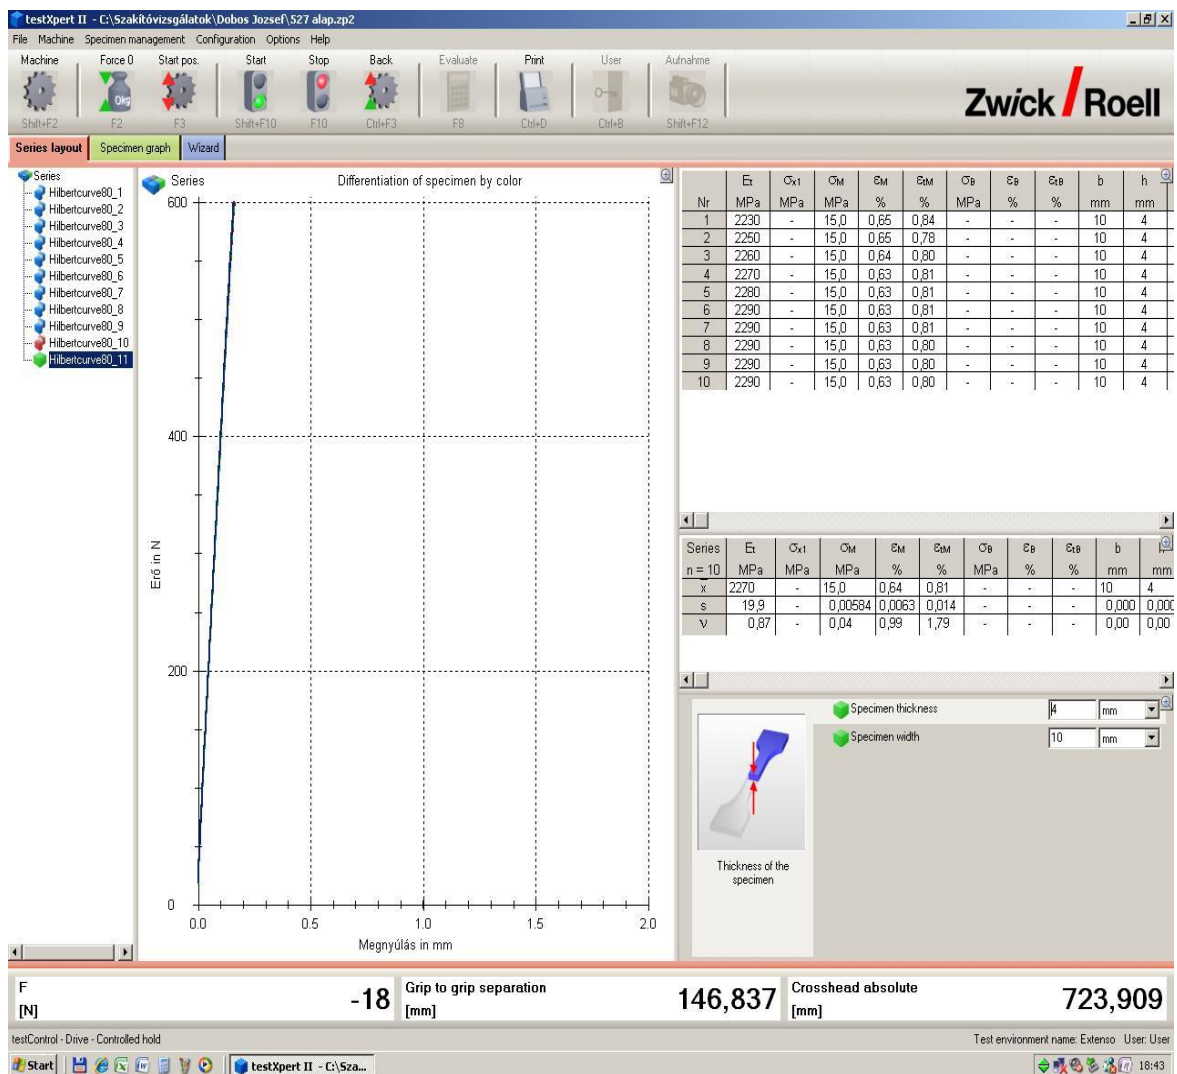 testXpert II - C:\Szakítóvizsgálatok\Dobos Jozsef\527 alap.zp2
File Machine Specimen management Configuration Options Help
Machine Force 0 Start pos. Start Stop Back Evaluate Print User Aufnahme
0kg
Shift+F2 F2 F3 Shift+F10 F10 Ctrl+F3 F8 Ctrl+D Ctrl+B Shift+F12
Zwick / Roell
Series layout Specimen graph Wizard
Series
Hilbertcurve80_1
Hilbertcurve80_2
Hilbertcurve80_3
Hilbertcurve80_4
Hilbertcurve80_5
Hilbertcurve80_6
Hilbertcurve80_7
Hilbertcurve80_8
Hilbertcurve80_9
Hilbertcurve80_10
Hilbertcurve80_11
Series Differentiation of specimen by color
600
400
200
0
Erő in N
0.0 0.5 1.0 1.5 2.0
Megnyúlás in mm
Et σx1 σM εM εtM σB εB εtB b h
Nr MPa MPa MPa % % MPa % % mm mm
1 2230 - 15,0 0,65 0,84 - - - 10 4
2 2250 - 15,0 0,65 0,78 - - - 10 4
3 2260 - 15,0 0,64 0,80 - - - 10 4
4 2270 - 15,0 0,63 0,81 - - - 10 4
5 2280 - 15,0 0,63 0,81 - - - 10 4
6 2290 - 15,0 0,63 0,81 - - - 10 4
7 2290 - 15,0 0,63 0,81 - - - 10 4
8 2290 - 15,0 0,63 0,80 - - - 10 4
9 2290 - 15,0 0,63 0,80 - - - 10 4
10 2290 - 15,0 0,63 0,80 - - - 10 4
Series Et σx1 σM εM εtM σB εB εtB b
n = 10 MPa MPa MPa % % MPa % % mm mm
x̄ 2270 - 15,0 0,64 0,81 - - - 10 4
s 19,9 - 0,00584 0,0063 0,014 - - - 0,000 0,000
ν 0,87 - 0,04 0,99 1,79 - - - 0,00 0,00
Specimen thickness 4 mm
Specimen width 10 mm
Thickness of the
specimen
F
[N]
-18
Grip to grip separation
[mm]
146,837
Crosshead absolute
[mm]
723,909
testControl - Drive - Controlled hold Test environment name: Extenso User: User
Start testXpert II - C:\Sza... 18:43